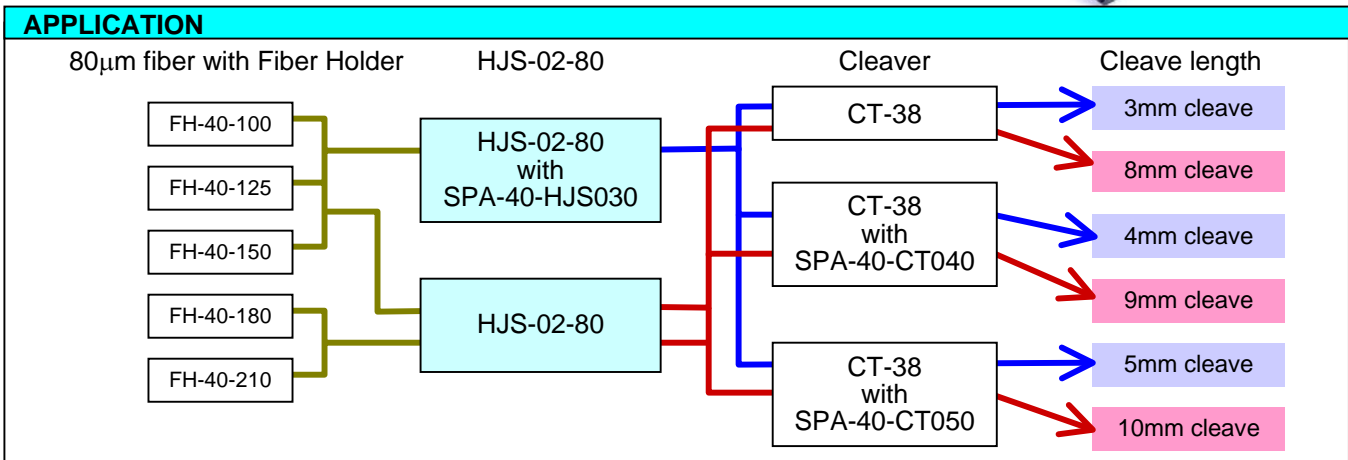 APPLICATION
80μm fiber with Fiber Holder
HJS-02-80
Cleaver
Cleave length
FH-40-100
FH-40-125
FH-40-150
FH-40-180
FH-40-210
HJS-02-80
with
SPA-40-HJS030
HJS-02-80
CT-38
CT-38
with
SPA-40-CT040
CT-38
with
SPA-40-CT050
3mm cleave
8mm cleave
4mm cleave
9mm cleave
5mm cleave
10mm cleave